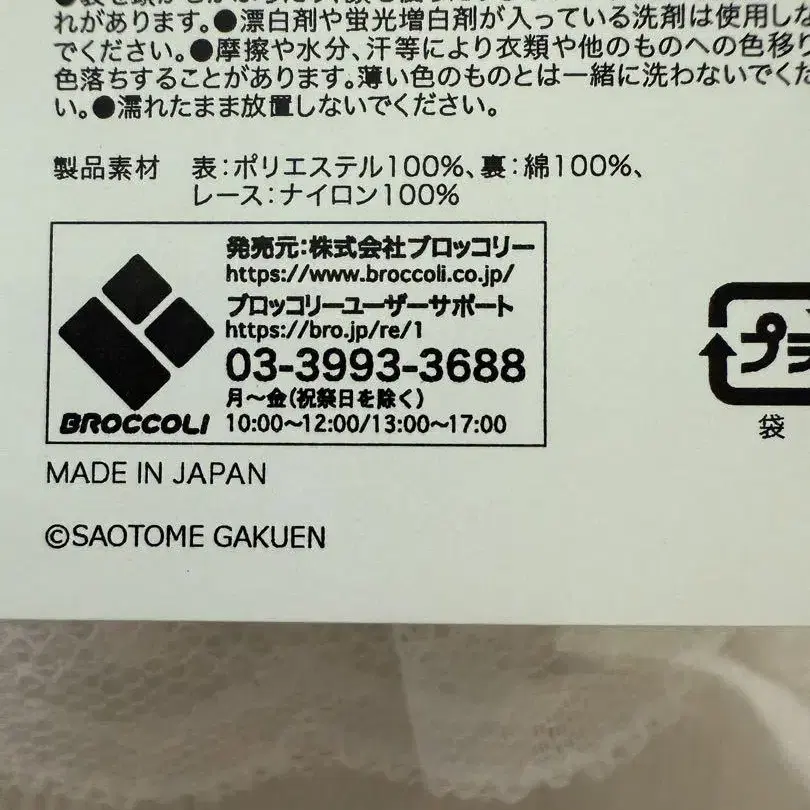 れがあります。●漂白剤や蛍光増白剤が入っている洗剤は使用しな
でください。●摩擦や水分、汗等により衣類や他のものへの色移り
色落ちすることがあります。薄い色のものとは一緒に洗わないでくだ
い。●濡れたまま放置しないでください。
製品素材 表:ポリエステル100%、裏:綿100%、
レース:ナイロン100%
発売元:株式会社ブロッコリー
https://www.broccoli.co.jp/
ブロッコリーユーザーサポート
https://bro.jp/re/1
03-3993-3688
月~金(祝祭日を除く)
10:00~12:00/13:00~17:00
BROCCOLI
プラ
袋
MADE IN JAPAN
©SAOTOME GAKUEN